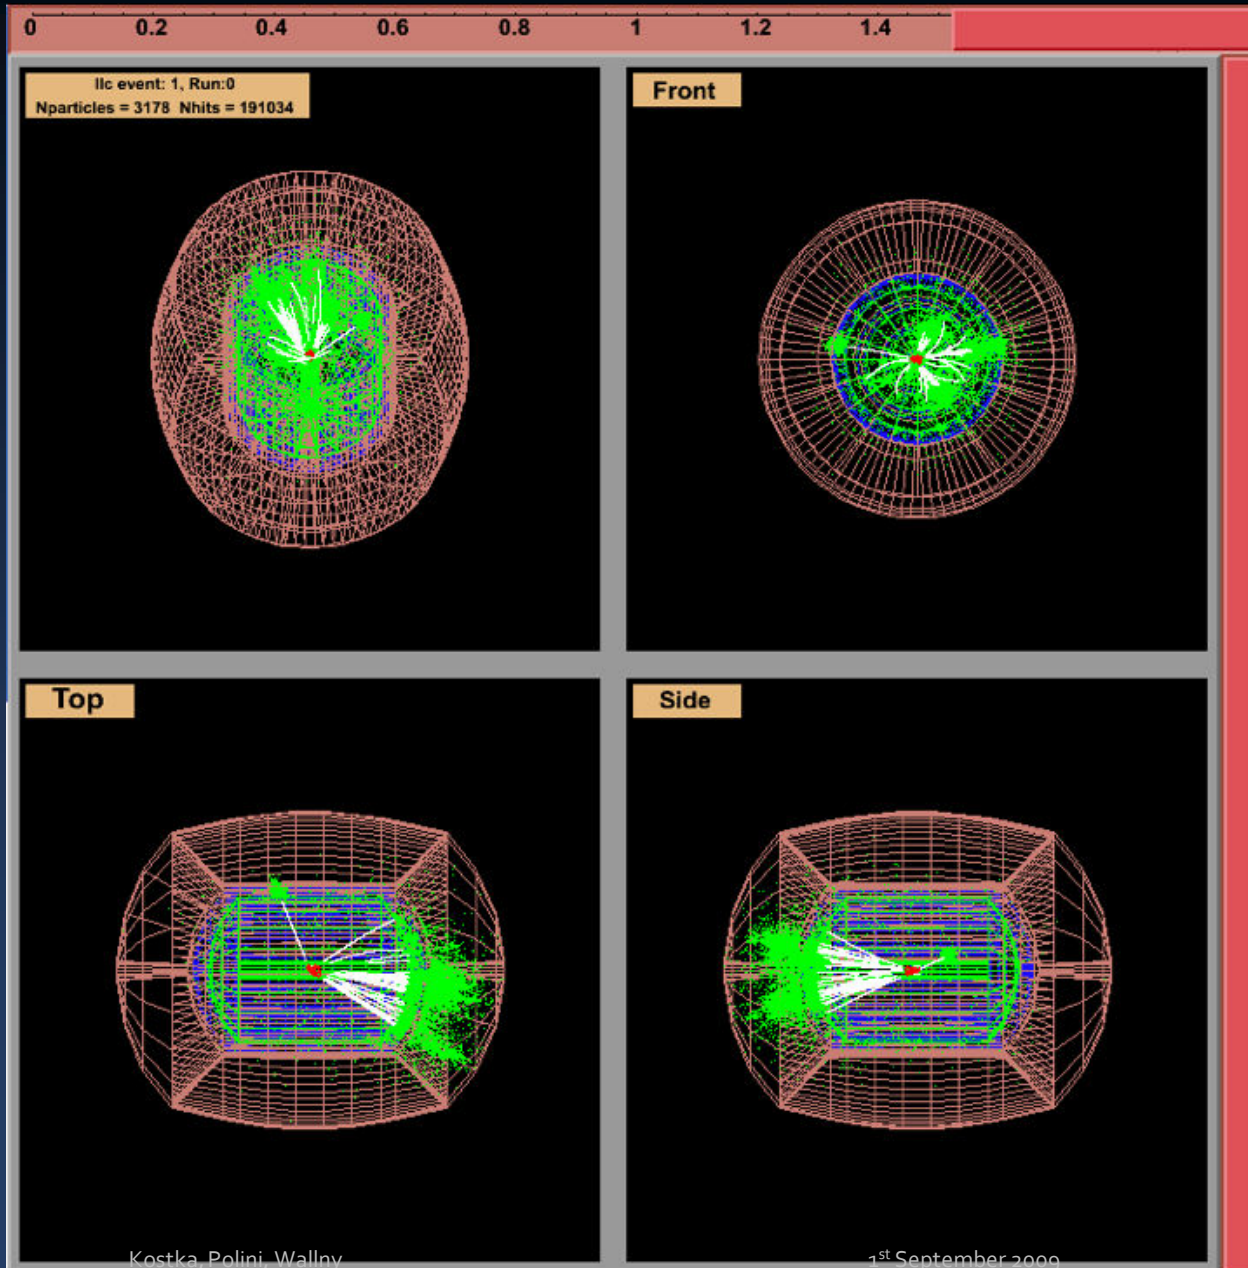 0 0.2 0.4 0.6 0.8 1 1.2 1.4
Ilc event: 1, Run:0
Nparticles = 3178 Nhits = 191034
Front
Top
Side
Kostka, Polini, Wallny
1st September 2009